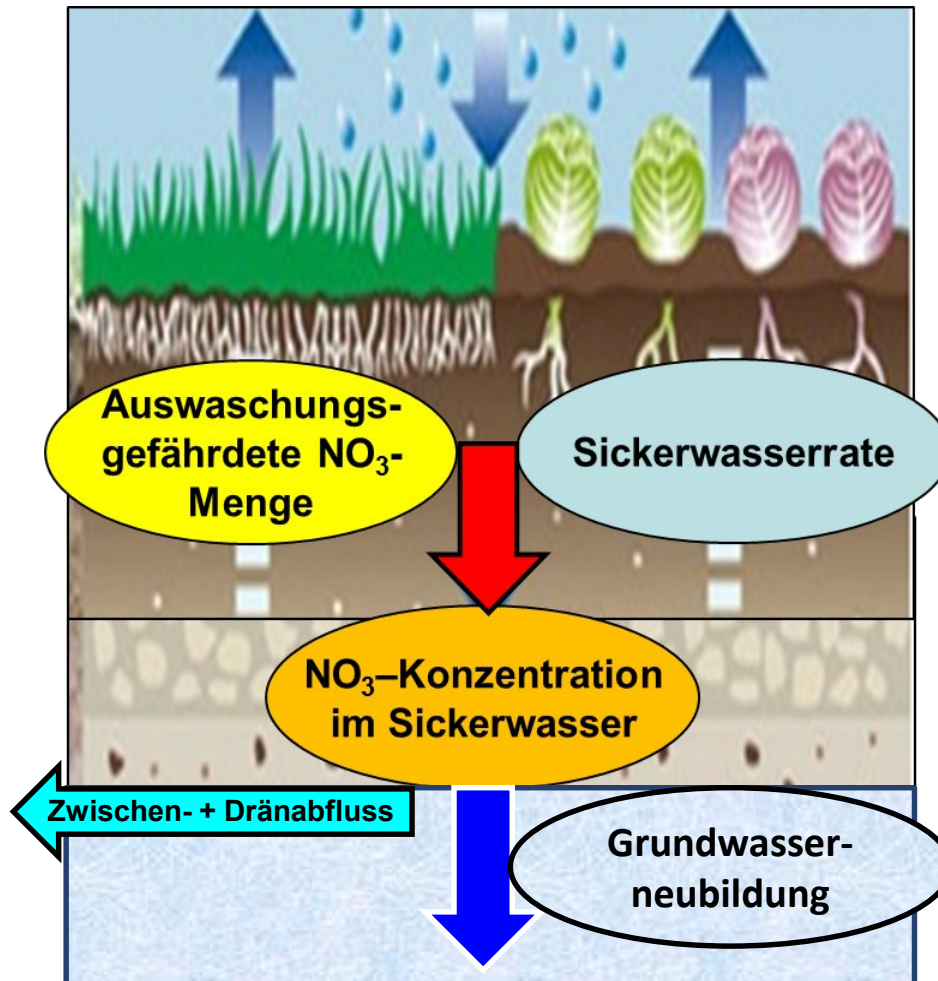 Auswaschungs-
gefährdete NO₃-
Menge
Sickerwasserrate
NO₃–Konzentration
im Sickerwasser
Zwischen- + Dränabfluss
Grundwasser-
neubildung